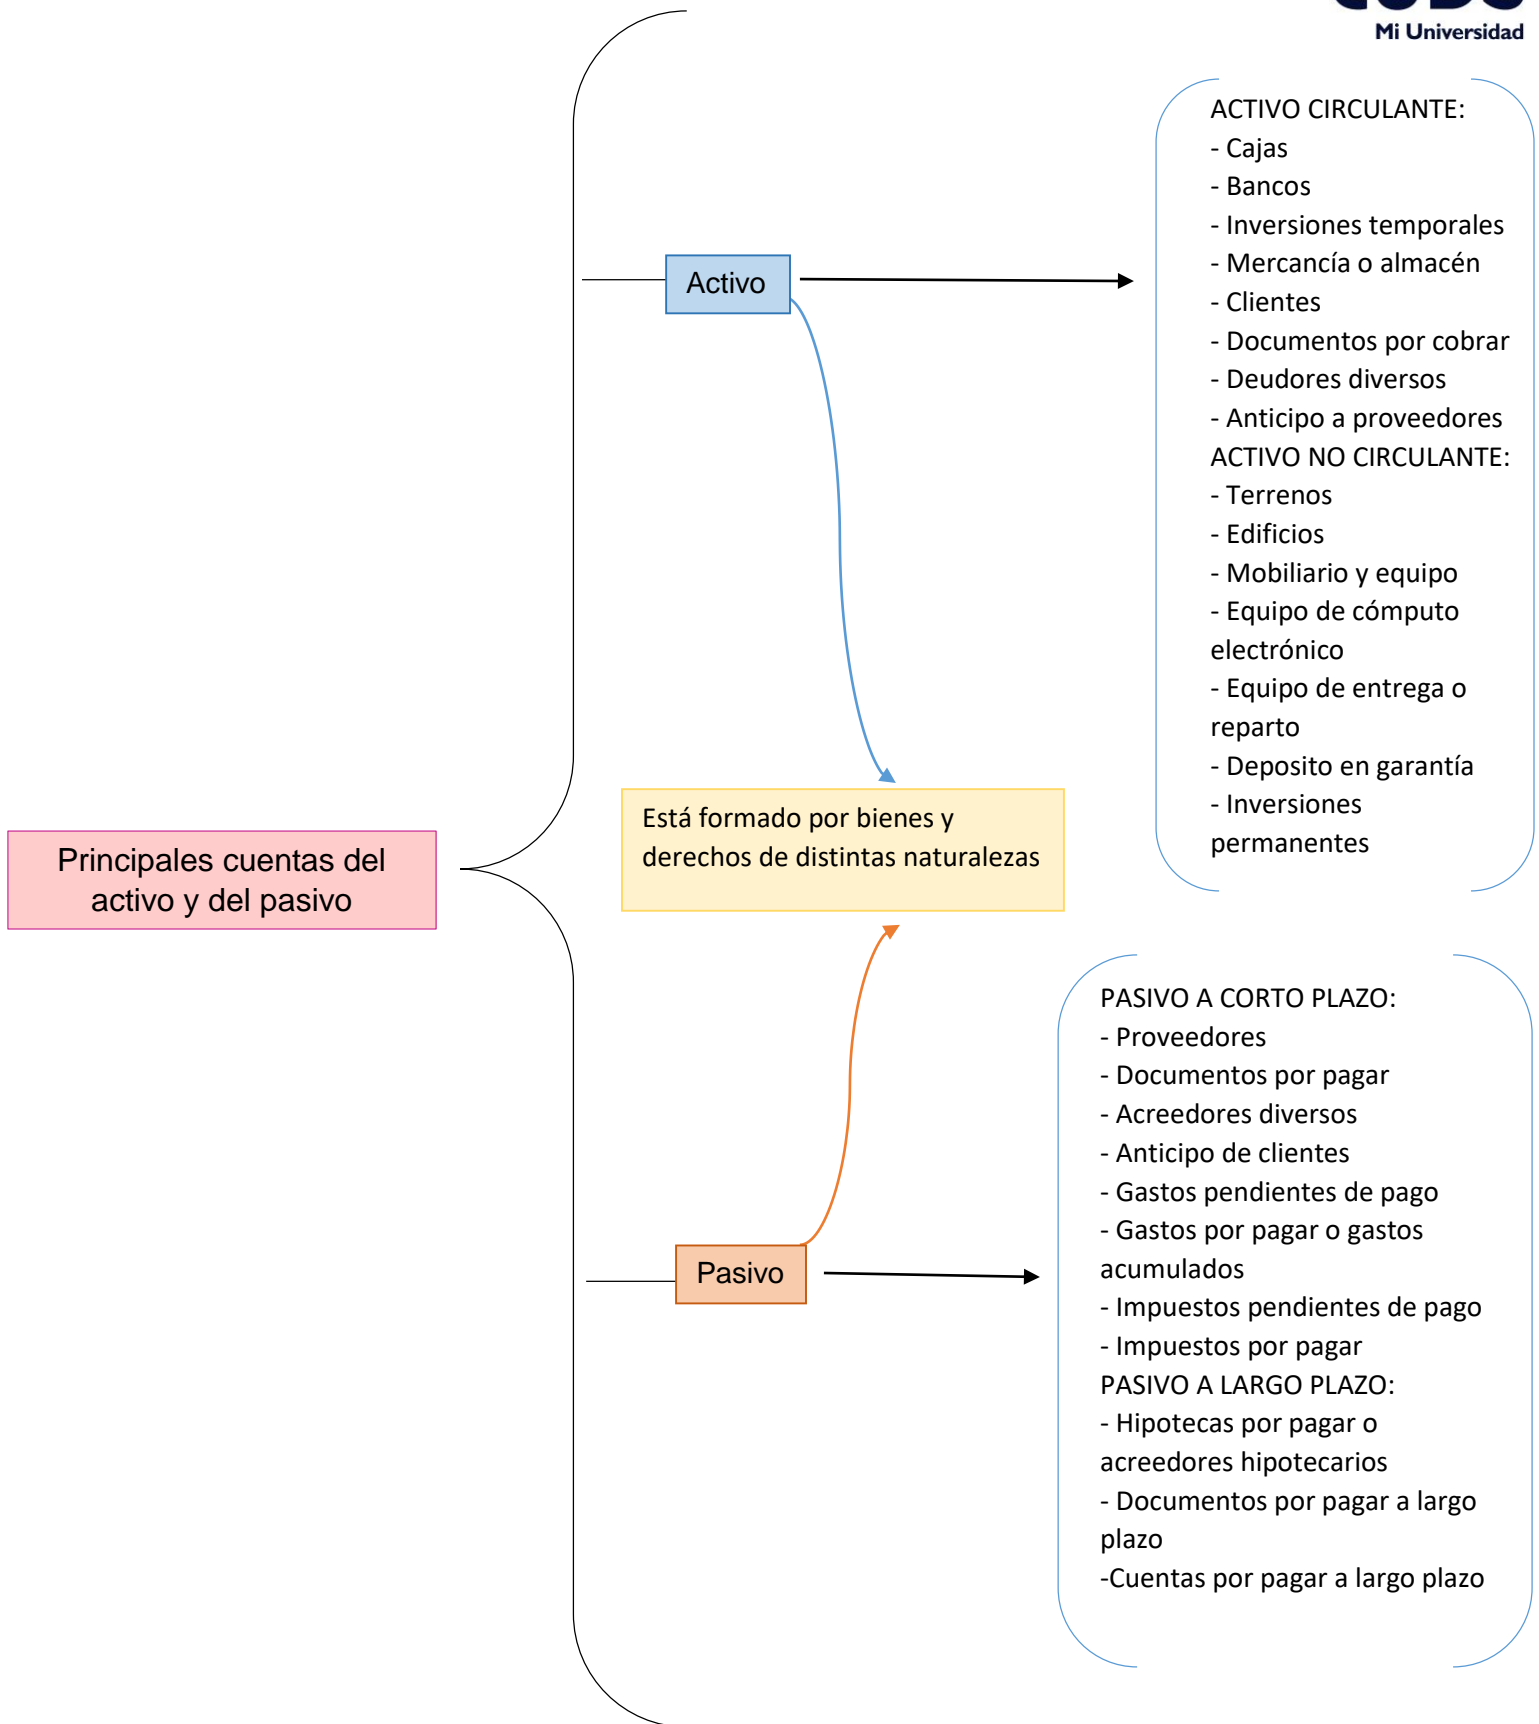 Mi Universidad
ACTIVO CIRCULANTE:
- Cajas
- Bancos
- Inversiones temporales
- Mercancía o almacén
- Clientes
- Documentos por cobrar
- Deudores diversos
- Anticipo a proveedores
ACTIVO NO CIRCULANTE:
- Terrenos
- Edificios
- Mobiliario y equipo
- Equipo de cómputo
electrónico
- Equipo de entrega o
reparto
- Deposito en garantía
- Inversiones
permanentes
Activo
Está formado por bienes y
derechos de distintas naturalezas
Principales cuentas del
activo y del pasivo
Pasivo
PASIVO A CORTO PLAZO:
- Proveedores
- Documentos por pagar
- Acreedores diversos
- Anticipo de clientes
- Gastos pendientes de pago
- Gastos por pagar o gastos
acumulados
- Impuestos pendientes de pago
- Impuestos por pagar
PASIVO A LARGO PLAZO:
- Hipotecas por pagar o
acreedores hipotecarios
- Documentos por pagar a largo
plazo
-Cuentas por pagar a largo plazo